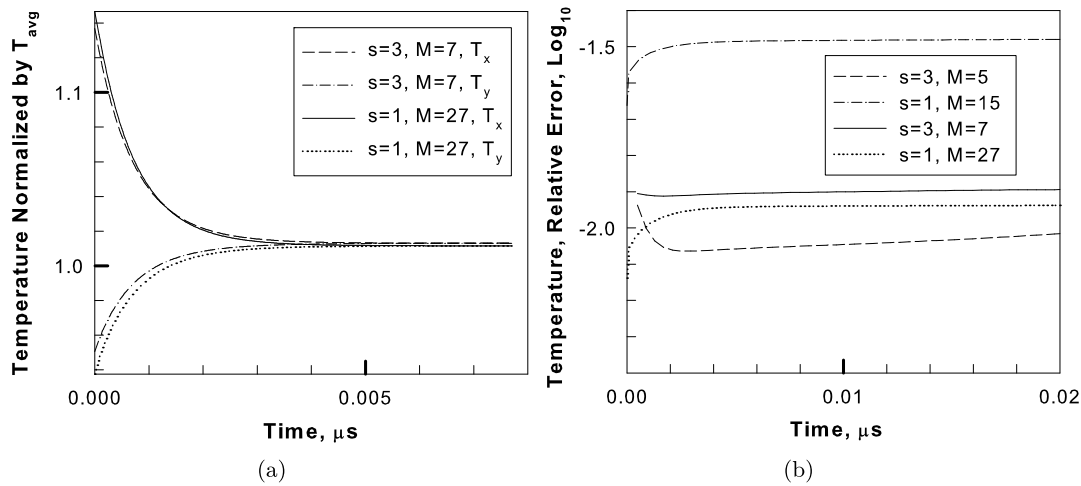 Temperature Normalized by T_avg
1.1
1.0
s=3, M=7, T_x
s=3, M=7, T_y
s=1, M=27, T_x
s=1, M=27, T_y
0.000
0.005
Time, μs
(a)
Temperature, Relative Error, Log_10
-1.5
-2.0
s=3, M=5
s=1, M=15
s=3, M=7
s=1, M=27
-0.00
0.01
0.02
Time, μs
(b)